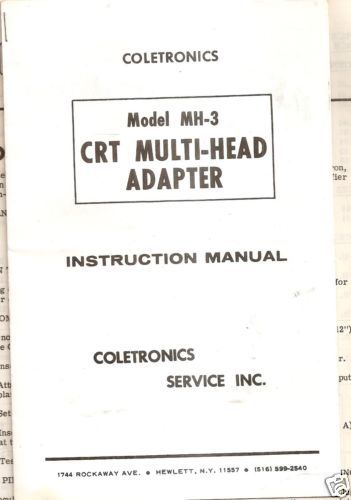 COLETRONICS
Model MH-3
CRT MULTI-HEAD
ADAPTER
INSTRUCTION MANUAL
COLETRONICS
SERVICE INC.
1744 ROCKAWAY AVE. ● HEWLETT, N.Y. 11557 ● (516) 599-2540